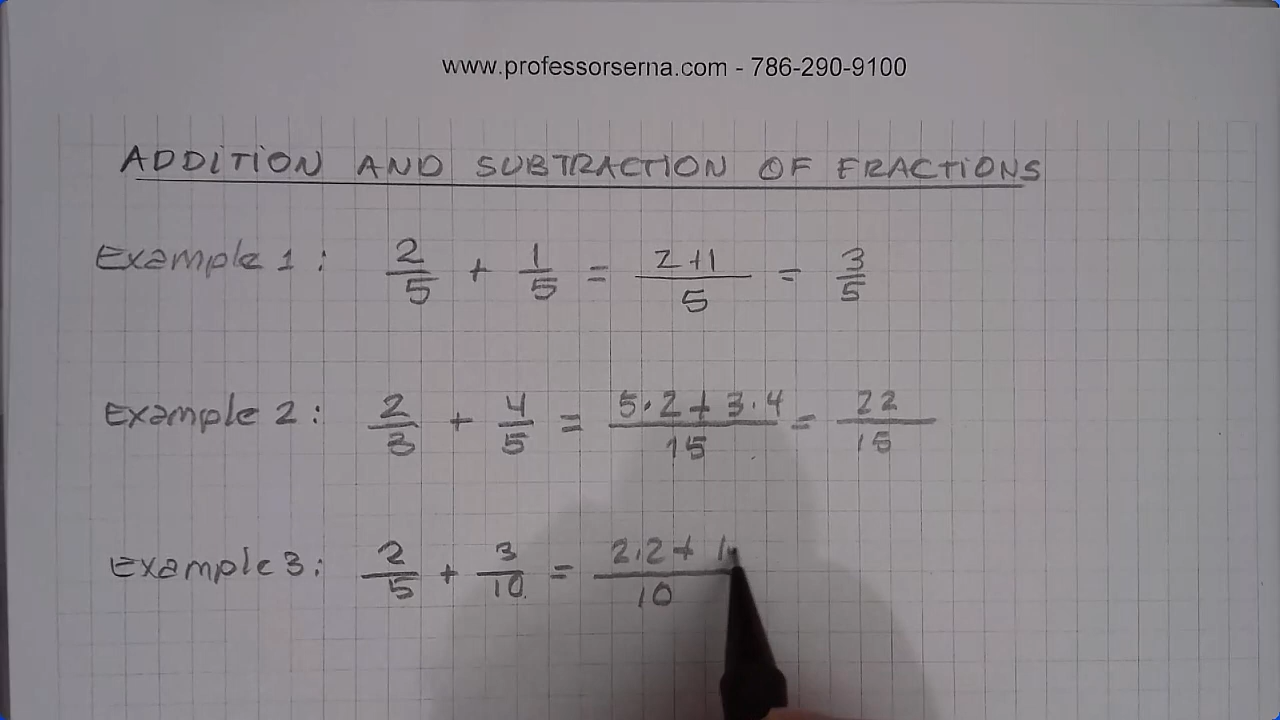 www.professorserna.com - 786-290-9100
ADDITION AND SUBTRACTION OF FRACTIONS
Example 1: 2/5 + 1/5 = 2+1/5 = 3/5
Example 2: 2/3 + 4/5 = 5·2+3·4/15 = 22/15
Example 3: 2/5 + 3/10 = 2·2+1·/10